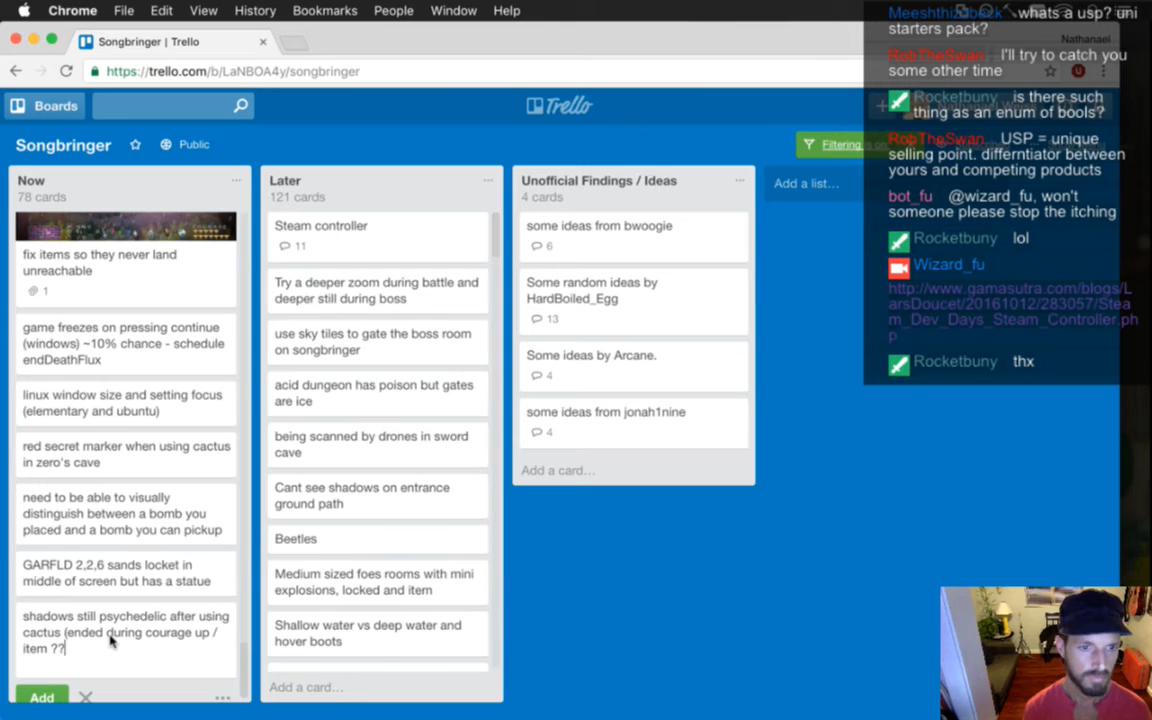 Chrome File Edit View History Bookmarks People Window Help
Songbringer | Trello
Nathanael
https://trello.com/b/LaNBOA4y/songbringer
Boards
Trello
Songbringer
Public
Filtering is on
Now
78 cards
fix items so they never land
unreachable
1
game freezes on pressing continue
(windows) ~10% chance - schedule
endDeathFlux
linux window size and setting focus
(elementary and ubuntu)
red secret marker when using cactus
in zero's cave
need to be able to visually
distinguish between a bomb you
placed and a bomb you can pickup
GARFLD 2,2,6 sands locket in
middle of screen but has a statue
shadows still psychedelic after using
cactus (ended during courage up /
item ??
Add
Later
121 cards
Steam controller
11
Try a deeper zoom during battle and
deeper still during boss
use sky tiles to gate the boss room
on songbringer
acid dungeon has poison but gates
are ice
being scanned by drones in sword
cave
Cant see shadows on entrance
ground path
Beetles
Medium sized foes rooms with mini
explosions, locked and item
Shallow water vs deep water and
hover boots
Add a card…
Unofficial Findings / Ideas
4 cards
some ideas from bwoogie
6
Some random ideas by
HardBoiled_Egg
13
Some ideas by Arcane.
4
some ideas from jonah1nine
4
Add a card…
Add a list…
whats a usp? uni
starters pack?
RobTheSwan I'll try to catch you
some other time
Rocketbuny is there such
thing as an enum of bools?
RobTheSwan USP = unique
selling point. differntiator between
yours and competing products
bot_fu @wizard_fu, won't
someone please stop the itching
Rocketbuny lol
Wizard_fu
http://www.gamasutra.com/blogs/L
arsDoucet/20161012/283057/Stea
m_Dev_Days_Steam_Controller.ph
p
Rocketbuny thx